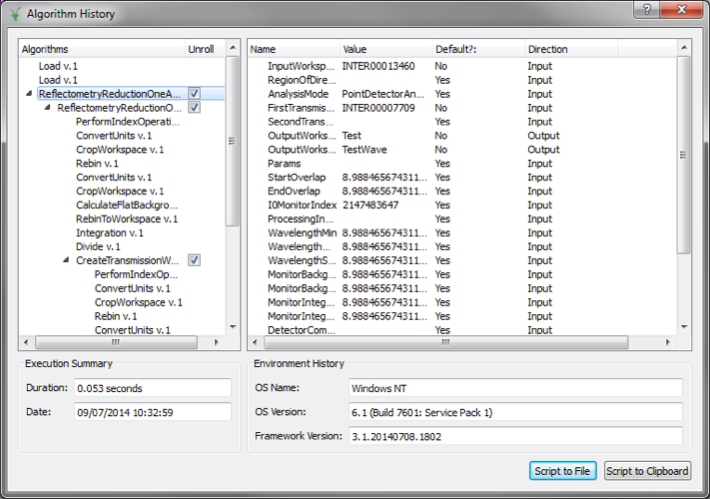 Algorithm History
Algorithms Unroll
Load v.1
Load v.1
ReflectometryReductionOneA...
ReflectometryReductionO...
PerformIndexOperati...
ConvertUnits v.1
CropWorkspace v.1
Rebin v.1
ConvertUnits v.1
CropWorkspace v.1
CalculateFlatBackgro...
RebinToWorkspace v.1
Integration v.1
Divide v.1
CreateTransmissionW...
PerformIndexOp...
ConvertUnits v.1
CropWorkspace v.1
Rebin v.1
ConvertUnits v.1
Name Value Default?: Direction
InputWorksp... INTER00013460 No Input
RegionOfDire... Yes Input
AnalysisMode PointDetectorAn... Yes Input
FirstTransmis... INTER00007709 No Input
SecondTrans... Yes Input
OutputWorks... Test No Output
OutputWorks... TestWave No Output
Params Yes Input
StartOverlap 8.988465674311... Yes Input
EndOverlap 8.988465674311... Yes Input
I0MonitorIndex 2147483647 Yes Input
ProcessingIn... Yes Input
WavelengthMin 8.988465674311... Yes Input
Wavelength... 8.988465674311... Yes Input
WavelengthS... 8.988465674311... Yes Input
MonitorBackg... 8.988465674311... Yes Input
MonitorBackg... 8.988465674311... Yes Input
MonitorInteg... 8.988465674311... Yes Input
MonitorInteg... 8.988465674311... Yes Input
DetectorCom... Yes Input
Execution Summary
Duration: 0.053 seconds
Date: 09/07/2014 10:32:59
Environment History
OS Name: Windows NT
OS Version: 6.1 (Build 7601: Service Pack 1)
Framework Version: 3.1.20140708.1802
Script to File Script to Clipboard